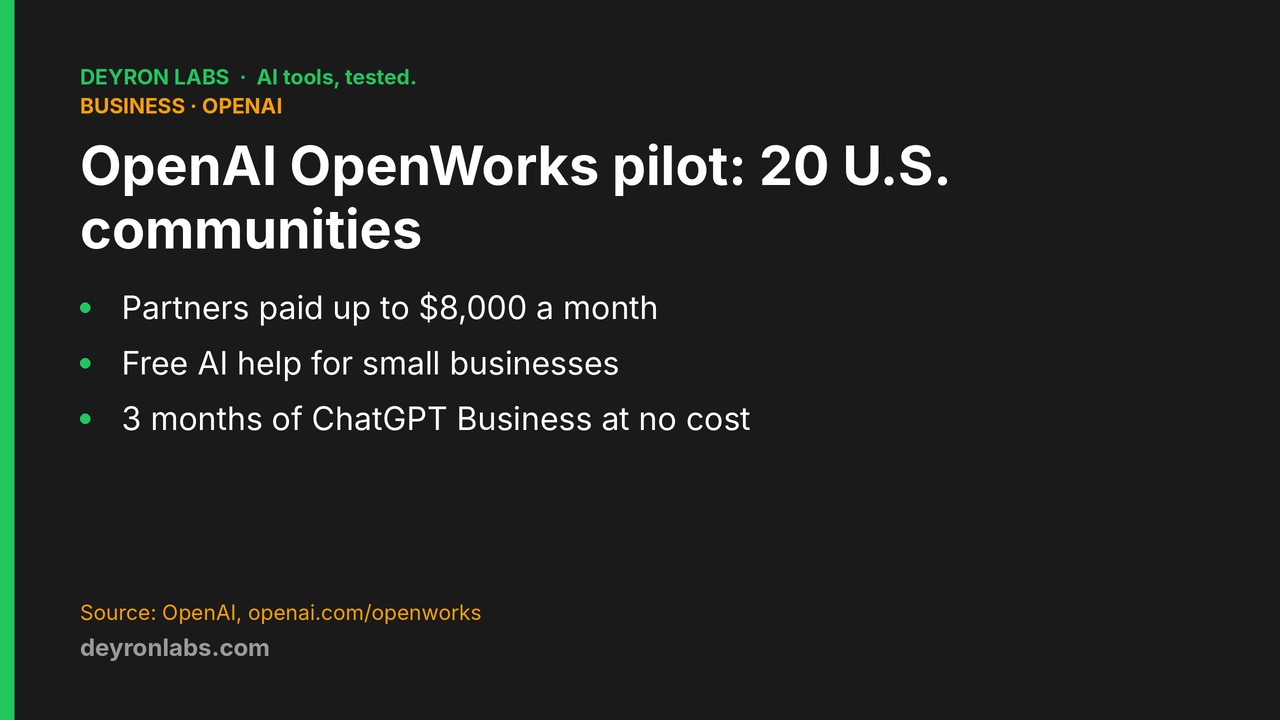 DEYRON LABS · AI tools, tested.
BUSINESS · OPENAI
OpenAI OpenWorks pilot: 20 U.S.
communities
• Partners paid up to $8,000 a month
• Free AI help for small businesses
• 3 months of ChatGPT Business at no cost
Source: OpenAI, openai.com/openworks
deyronlabs.com